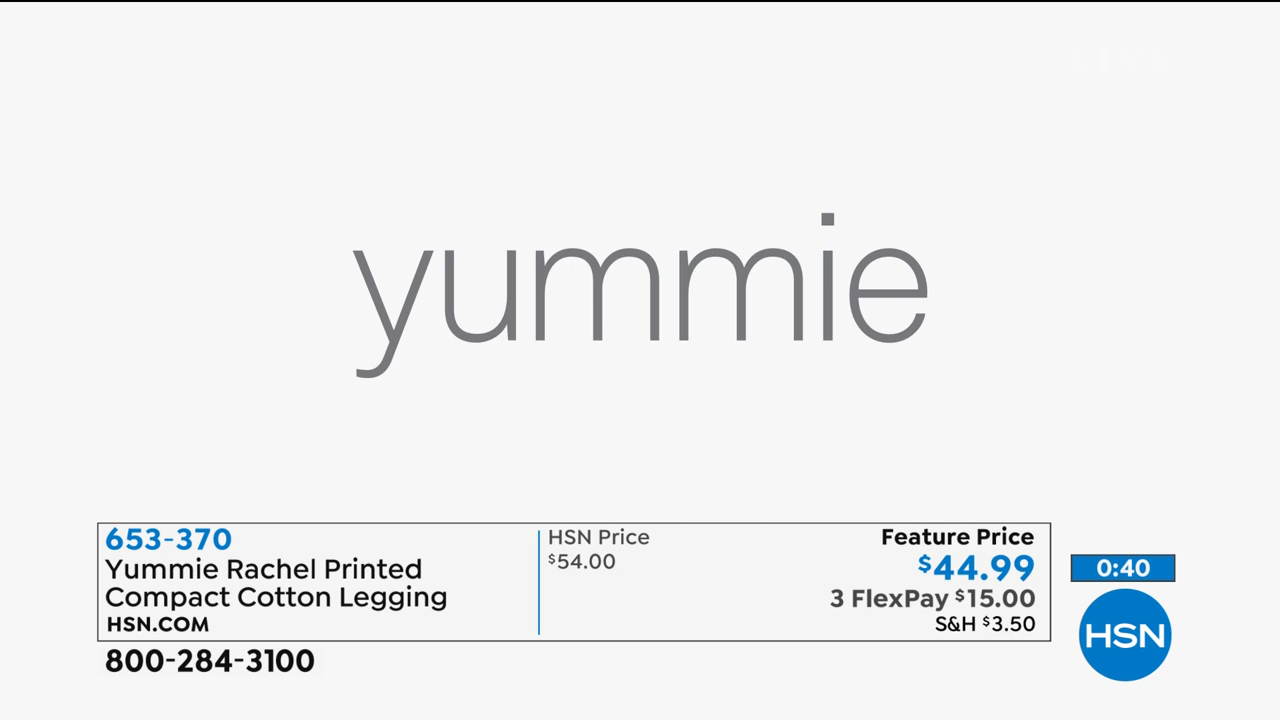 LIVE
yummie
653-370
Yummie Rachel Printed
Compact Cotton Legging
HSN.COM
HSN Price
$54.00
Feature Price
$44.99
3 FlexPay $15.00
S&H $3.50
0:40
HSN
800-284-3100